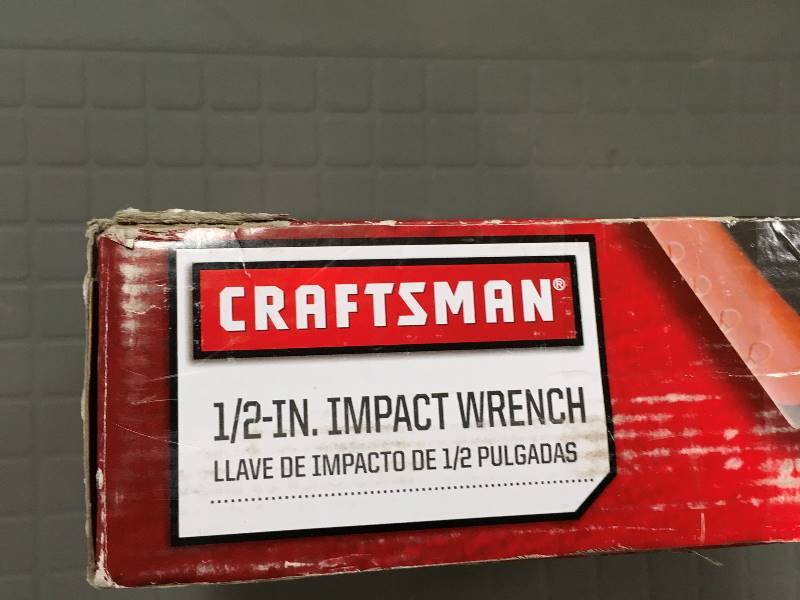 CRAFTSMAN®
1/2-IN. IMPACT WRENCH
LLAVE DE IMPACTO DE 1/2 PULGADAS